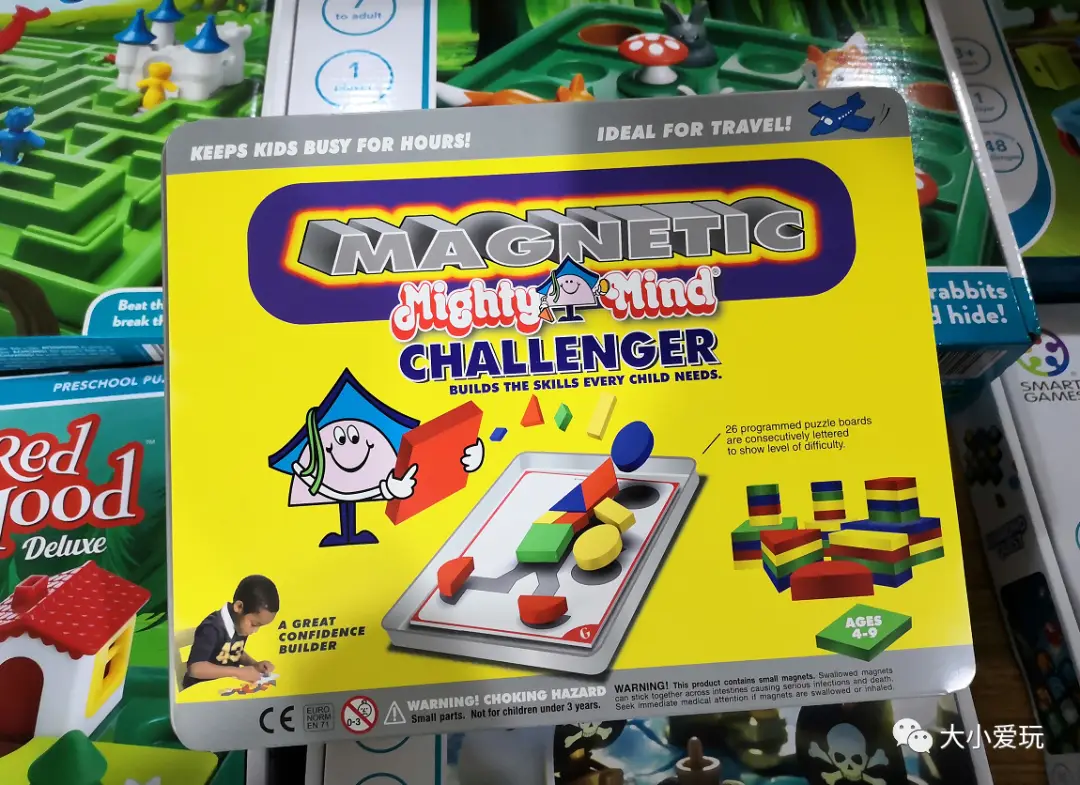 7
to adult
1
KEEPS KIDS BUSY FOR HOURS!
IDEAL FOR TRAVEL!
MAGNETIC
Mighty Mind®
CHALLENGER
BUILDS THE SKILLS EVERY CHILD NEEDS.
26 programmed puzzle boards
are consecutively lettered
to show level of difficulty.
G
AGES
4-9
A GREAT
CONFIDENCE
BUILDER
CE
EURO
NORM
EN 71
0-3
WARNING! CHOKING HAZARD
Small parts. Not for children under 3 years.
WARNING! This product contains small magnets. Swallowed magnets
can stick together across intestines causing serious infections and death.
Seek immediate medical attention if magnets are swallowed or inhaled.
Beat
break
rabbits
hide!
48
SMART
GAMES
PRESCHOOL
Red
Hood
Deluxe
大小爱玩